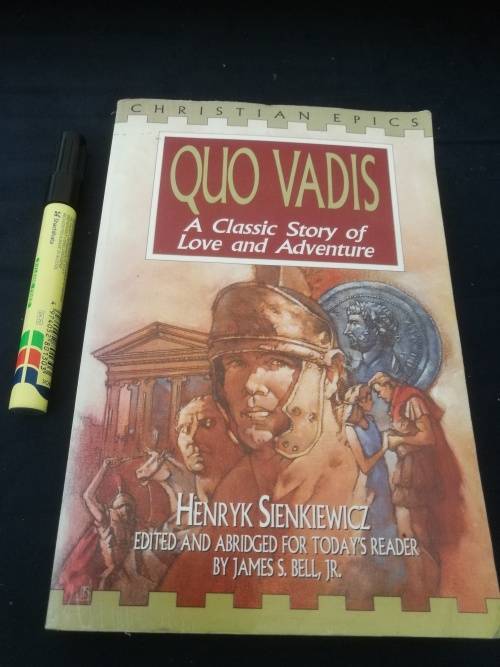 CHRISTIAN EPICS
QUO VADIS
A Classic Story of
Love and Adventure
HENRYK SIENKIEWICZ
EDITED AND ABRIDGED FOR TODAY'S READER
BY JAMES S. BELL, JR.